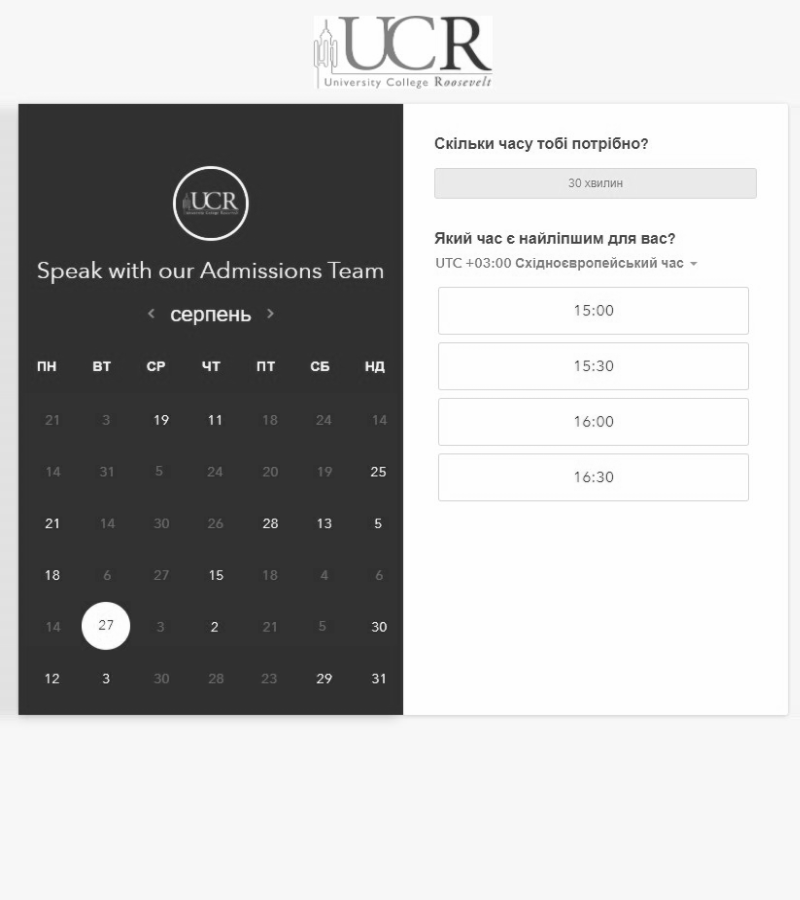 UCR
University College Roosevelt
UCR
Speak with our Admissions Team
< серпень >
ПН ВТ СР ЧТ ПТ СБ НД
21 3 19 11 18 24 14
14 31 5 24 20 19 25
21 14 30 26 28 13 5
18 6 27 15 18 4 6
14 27 3 2 21 5 30
12 3 30 28 23 29 31
Скільки часу тобі потрібно?
30 хвилин
Який час є найліпшим для вас?
UTC +03:00 Східноєвропейський час
15:00
15:30
16:00
16:30